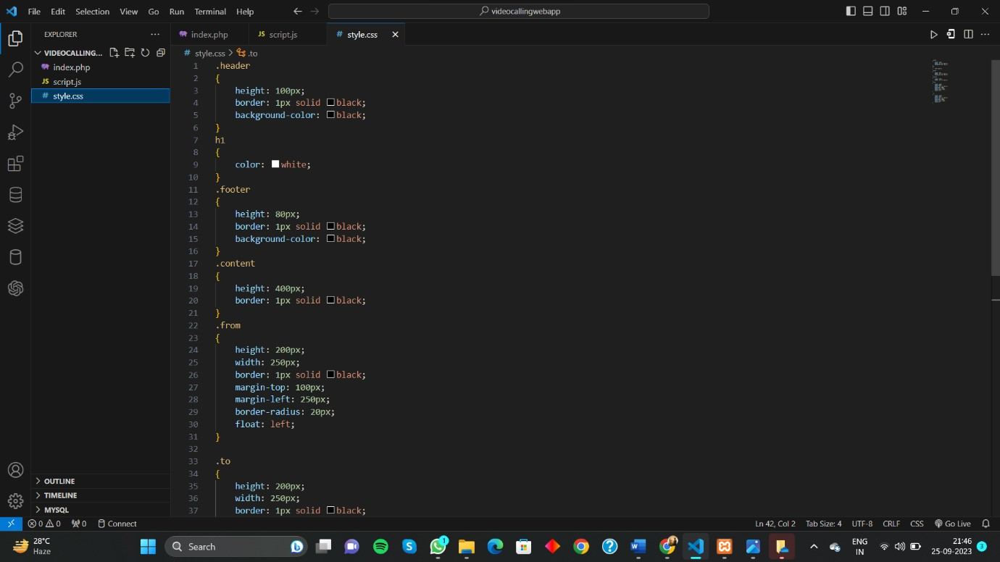 File Edit Selection View Go Run Terminal Help
videocallingwebapp
EXPLORER
VIDEOCALLING...
index.php
JS script.js
# style.css
OUTLINE
TIMELINE
MYSQL
index.php
JS script.js
# style.css
# style.css > .to
1 .header
2 {
3 height: 100px;
4 border: 1px solid black;
5 background-color: black;
6 }
7 h1
8 {
9 color: white;
10 }
11 .footer
12 {
13 height: 80px;
14 border: 1px solid black;
15 background-color: black;
16 }
17 .content
18 {
19 height: 400px;
20 border: 1px solid black;
21 }
22 .from
23 {
24 height: 200px;
25 width: 250px;
26 border: 1px solid black;
27 margin-top: 100px;
28 margin-left: 250px;
29 border-radius: 20px;
30 float: left;
31 }
32
33 .to
34 {
35 height: 200px;
36 width: 250px;
37 border: 1px solid black;
0 0 0 Connect
Ln 42, Col 2 Tab Size: 4 UTF-8 CRLF CSS Go Live
28°C
Haze
Search
1
ENG
IN
21:46
25-09-2023
3